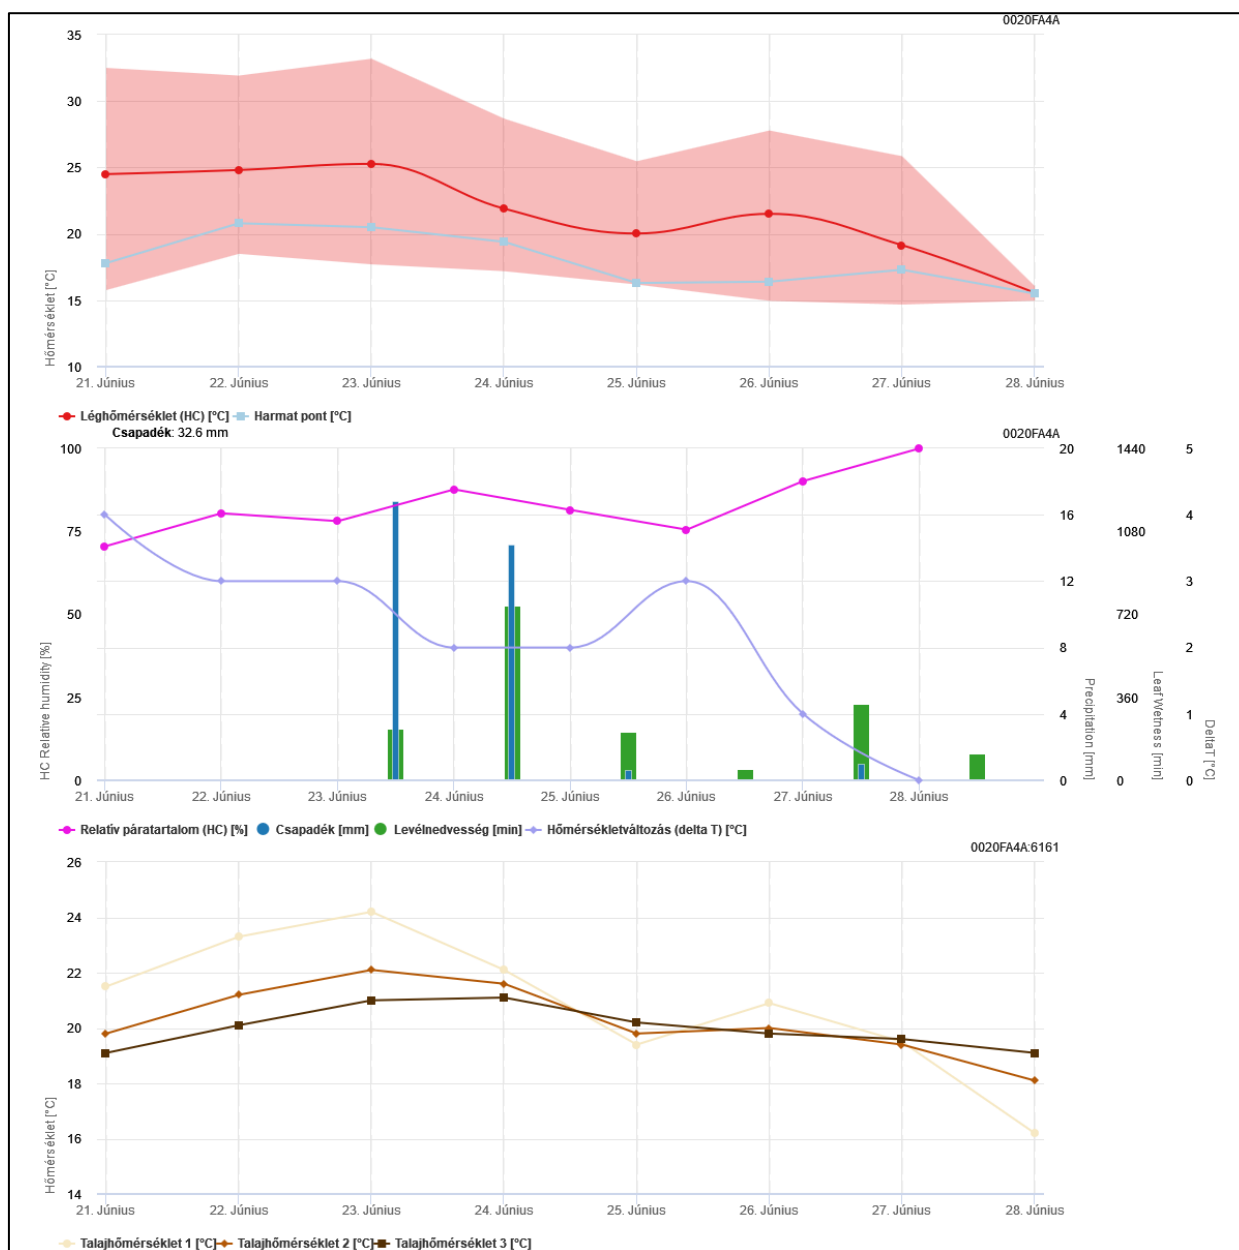 0020FA4A
35
30
25
20
15
10
Hőmérséklet [°C]
21. Június 22. Június 23. Június 24. Június 25. Június 26. Június 27. Június 28. Június
Léghőmérséklet (HC) [°C] Harmat pont [°C]
Csapadék: 32.6 mm 0020FA4A
100 20 1440 5
16 4
75 1080
12 3
50 720
8 2
25 360
4 1
0 0 0 0
HC Relative humidity [%] Precipitation [mm] Leaf Wetness [min] DeltaT [°C]
21. Június 22. Június 23. Június 24. Június 25. Június 26. Június 27. Június 28. Június
Relatív páratartalom (HC) [%] Csapadék [mm] Levélnedvesség [min] Hőmérsékletváltozás (delta T) [°C]
0020FA4A:6161
26
24
22
20
18
16
14
Hőmérséklet [°C]
21. Június 22. Június 23. Június 24. Június 25. Június 26. Június 27. Június 28. Június
Talajhőmérséklet 1 [°C] Talajhőmérséklet 2 [°C] Talajhőmérséklet 3 [°C]